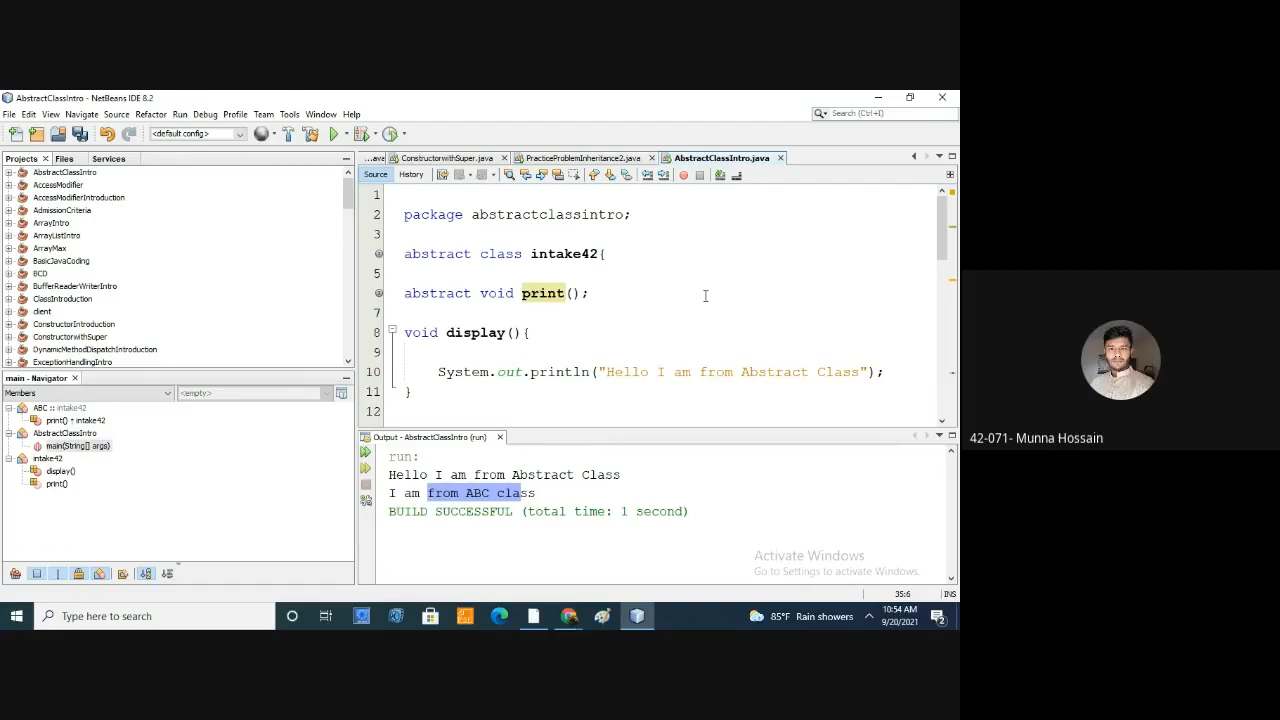 AbstractClassIntro - NetBeans IDE 8.2
File Edit View Navigate Source Refactor Run Debug Profile Team Tools Window Help
Search (Ctrl+I)
<default config>
Projects Files Services
...ava ConstructorwithSuper.java PracticeProblemInheritance2.java AbstractClassIntro.java
Source History
AbstractClassIntro
AccessModifier
AccessModifierIntroduction
AdmissionCriteria
ArrayIntro
ArrayListIntro
ArrayMax
BasicJavaCoding
BCD
BufferReaderWriterIntro
ClassIntroduction
client
ConstructorIntroduction
ConstructorwithSuper
DynamicMethodDispatchIntroduction
ExceptionHandlingIntro
1
2 package abstractclassintro;
3
abstract class intake42{
5
abstract void print();
7
8 void display(){
9
10 System.out.println("Hello I am from Abstract Class");
11 }
12
main - Navigator
Members <empty>
ABC :: intake42
print() ↑ intake42
AbstractClassIntro
main(String[] args)
intake42
display()
print()
Output - AbstractClassIntro (run)
run:
Hello I am from Abstract Class
I am from ABC class
BUILD SUCCESSFUL (total time: 1 second)
Activate Windows
Go to Settings to activate Windows.
35:6 INS
Type here to search
85°F Rain showers
10:54 AM
9/20/2021
2
42-071- Munna Hossain